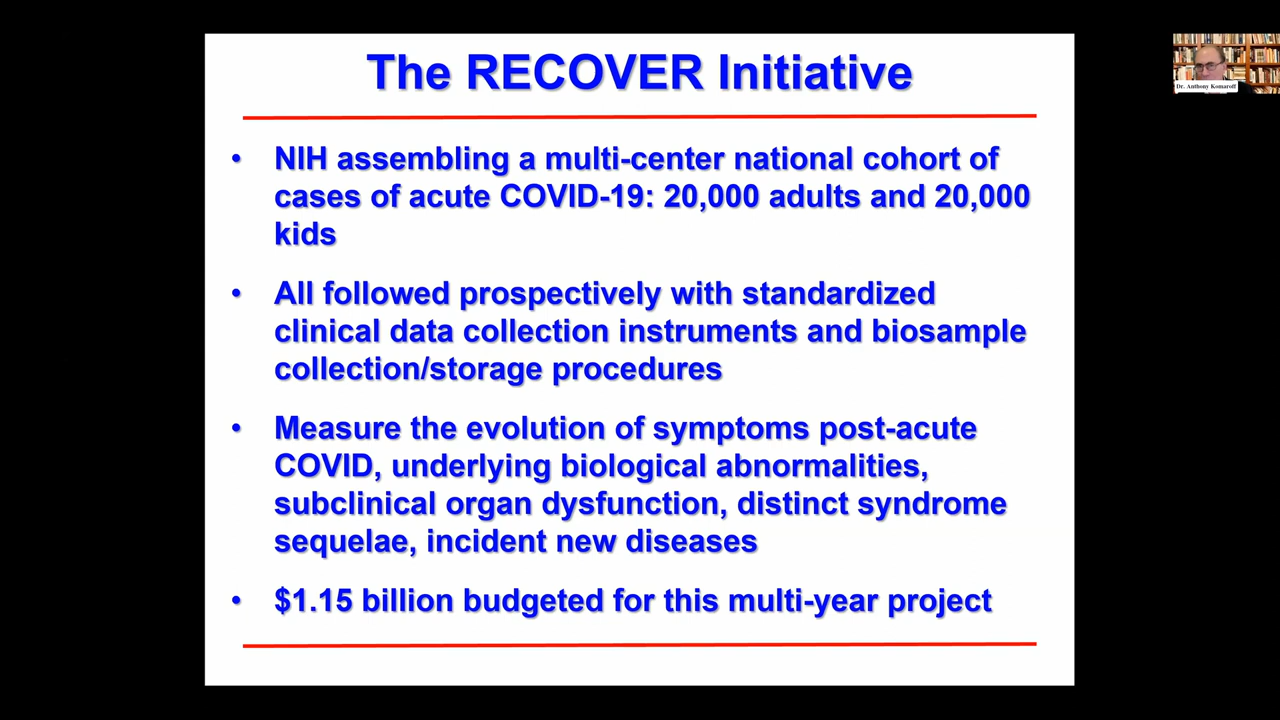 The RECOVER Initiative
• NIH assembling a multi-center national cohort of
cases of acute COVID-19: 20,000 adults and 20,000
kids
• All followed prospectively with standardized
clinical data collection instruments and biosample
collection/storage procedures
• Measure the evolution of symptoms post-acute
COVID, underlying biological abnormalities,
subclinical organ dysfunction, distinct syndrome
sequelae, incident new diseases
• $1.15 billion budgeted for this multi-year project
Dr. Anthony Komaroff